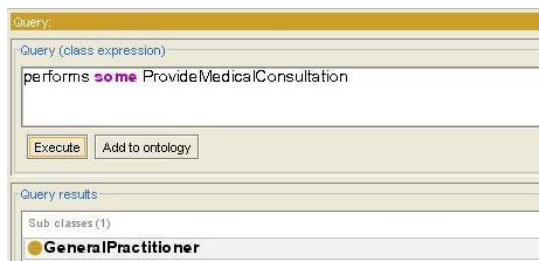 Query:
Query (class expression)
performs some ProvideMedicalConsultation
Execute Add to ontology
Query results
Sub classes (1)
GeneralPractitioner